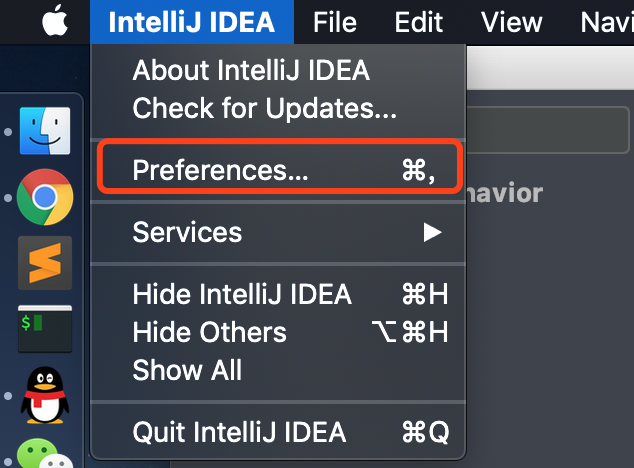 IntelliJ IDEA File Edit View Navi
About IntelliJ IDEA
Check for Updates...
Preferences... ⌘,
havior
Services ▶
Hide IntelliJ IDEA ⌘H
Hide Others ⌥⌘H
$
Show All
Quit IntelliJ IDEA ⌘Q